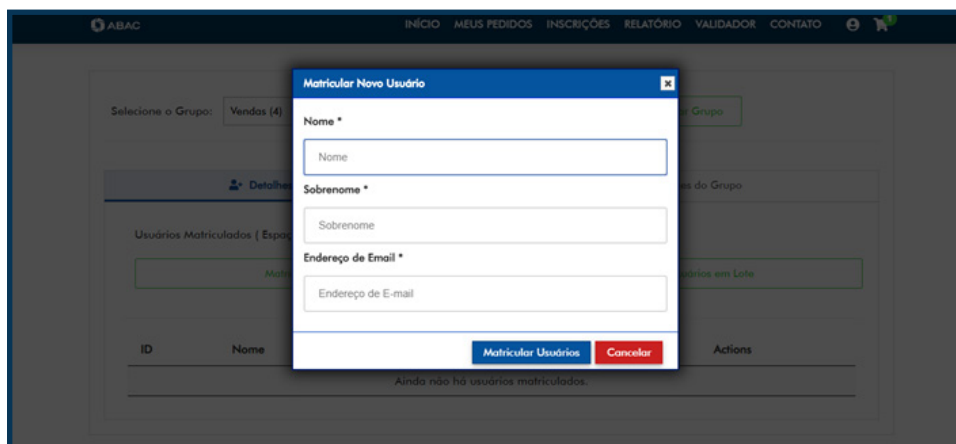 ABAC INÍCIO MEUS PEDIDOS INSCRIÇÕES RELATÓRIO VALIDADOR CONTATO 1
Matricular Novo Usuário
Selecione o Grupo: Vendas (4) Grupo
Nome *
Nome
Detalhes do Grupo
Sobrenome *
Sobrenome
Usuários Matriculados (
Endereço de Email *
em Lote
Endereço de E-mail
Matricular Usuários Cancelar
ID Nome Actions
Ainda não há usuários matriculados.